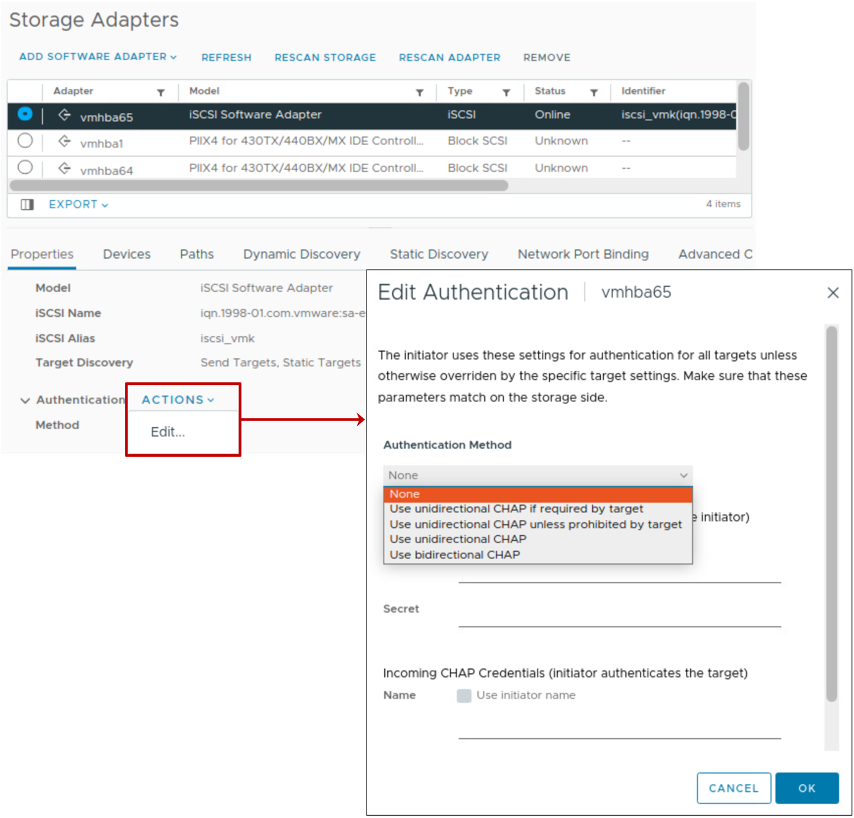 Storage Adapters
ADD SOFTWARE ADAPTER REFRESH RESCAN STORAGE RESCAN ADAPTER REMOVE
Adapter Model Type Status Identifier
vmhba65 iSCSI Software Adapter iSCSI Online iscsi_vmk(iqn.1998-0
vmhba1 PIIX4 for 430TX/440BX/MX IDE Controll... Block SCSI Unknown --
vmhba64 PIIX4 for 430TX/440BX/MX IDE Controll... Block SCSI Unknown --
EXPORT 4 items
Properties Devices Paths Dynamic Discovery Static Discovery Network Port Binding Advanced O
Model iSCSI Software Adapter
iSCSI Name iqn.1998-01.com.vmware:sa-e
iSCSI Alias iscsi_vmk
Target Discovery Send Targets, Static Targets
Authentication ACTIONS
Method Edit...
Edit Authentication vmhba65
The initiator uses these settings for authentication for all targets unless
otherwise overriden by the specific target settings. Make sure that these
parameters match on the storage side.
Authentication Method
None
None
Use unidirectional CHAP if required by target
e initiator)
Use unidirectional CHAP unless prohibited by target
Use unidirectional CHAP
Use bidirectional CHAP
Secret
Incoming CHAP Credentials (initiator authenticates the target)
Name Use initiator name
CANCEL OK